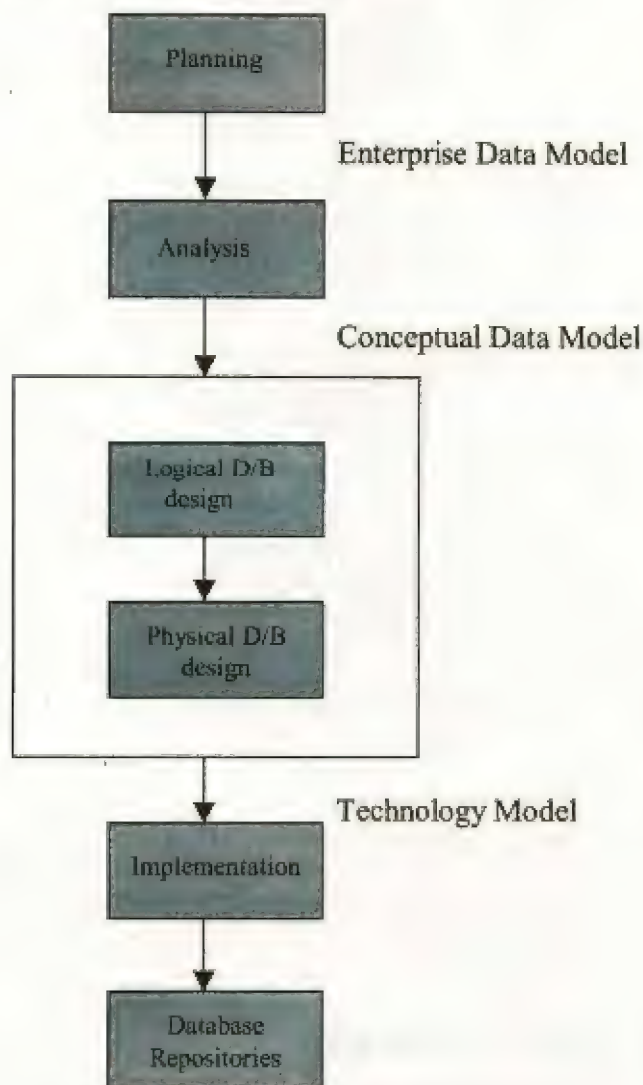 Planning
Enterprise Data Model
Analysis
Conceptual Data Model
Logical D/B
design
Physical D/B
design
Technology Model
Implementation
Database
Repositories